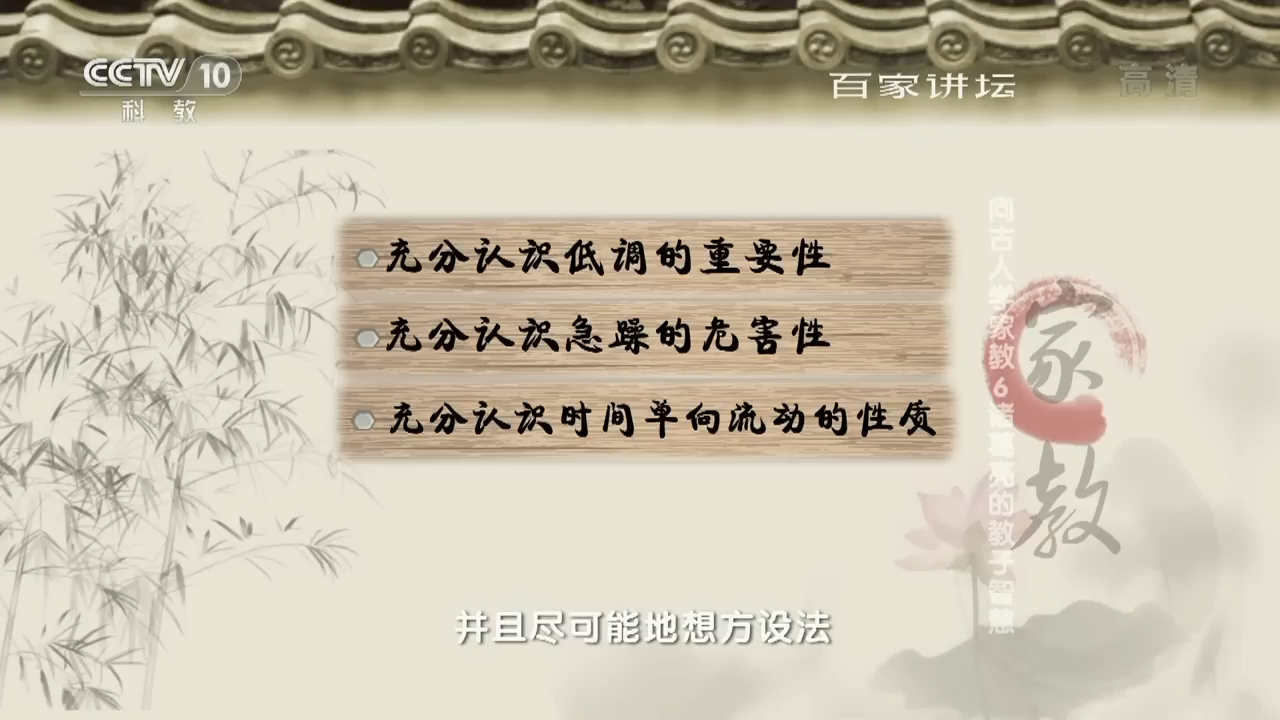 CCTV 10
科教
百家讲坛
高清
充分认识低调的重要性
充分认识急躁的危害性
充分认识时间单向流动的性质
向古人学家教6诸葛亮的教子智慧
家教
并且尽可能地想方设法